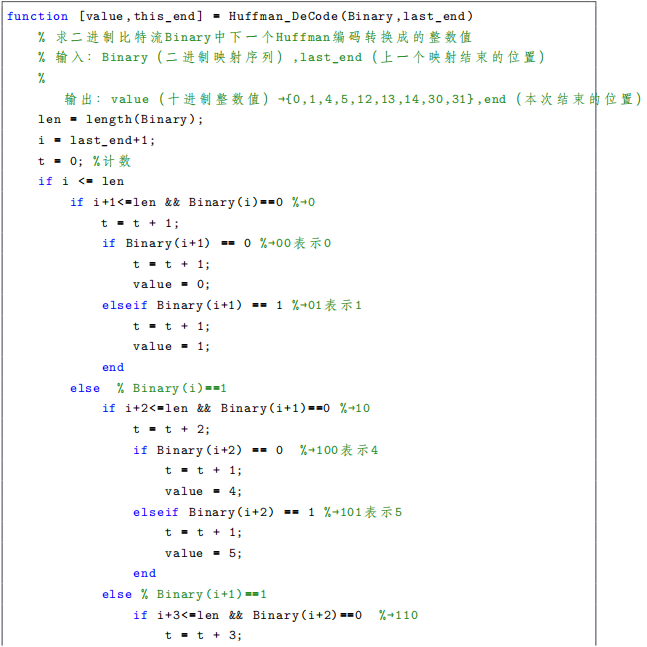 function [value,this_end] = Huffman_DeCode(Binary,last_end)
    % 求二进制比特流Binary中下一个Huffman编码转换成的整数值
    % 输入: Binary (二进制映射序列) ,last_end (上一个映射结束的位置)
    %
        输出: value (十进制整数值) →{0,1,4,5,12,13,14,30,31},end (本次结束的位置)
    len = length(Binary);
    i = last_end+1;
    t = 0; %计数
    if i <= len
        if i+1<=len && Binary(i)==0 %→0
            t = t + 1;
            if Binary(i+1) == 0 %→00表示0
                t = t + 1;
                value = 0;
            elseif Binary(i+1) == 1 %→01表示1
                t = t + 1;
                value = 1;
            end
        else  % Binary(i)==1
            if i+2<=len && Binary(i+1)==0 %→10
                t = t + 2;
                if Binary(i+2) == 0  %→100表示4
                    t = t + 1;
                    value = 4;
                elseif Binary(i+2) == 1 %→101表示5
                    t = t + 1;
                    value = 5;
                end
            else % Binary(i+1)==1
                if i+3<=len && Binary(i+2)==0  %→110
                    t = t + 3;